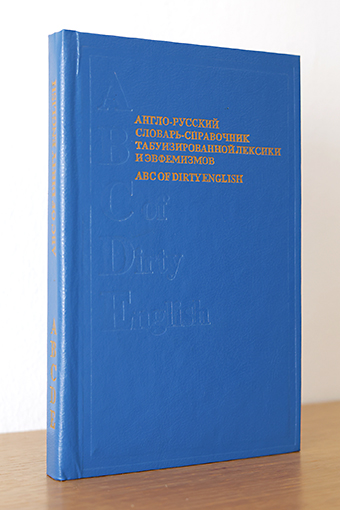 АНГЛО-РУССКИЙ
СЛОВАРЬ-СПРАВОЧНИК
ТАБУИЗИРОВАННОЙ ЛЕКСИКИ
И ЭВФЕМИЗМОВ
ABC OF DIRTY ENGLISH
A
B
C of
Dirty
English